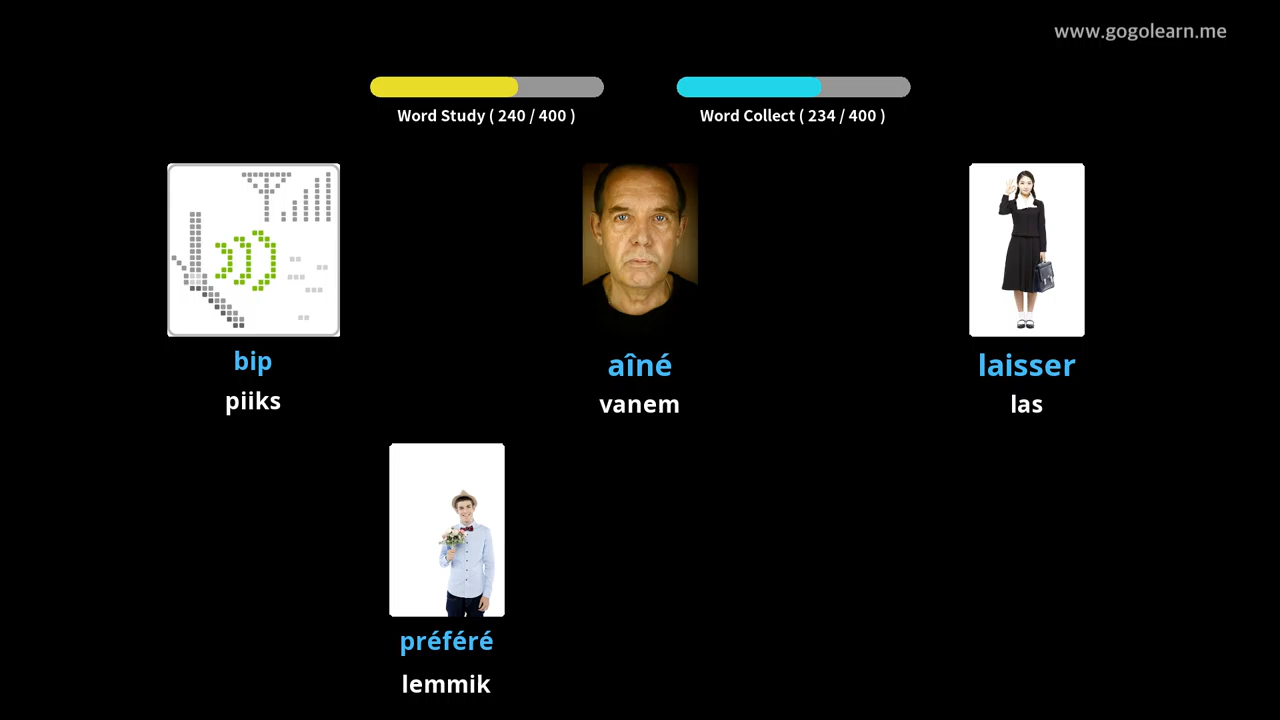 www.gogolearn.me
Word Study ( 240 / 400 )
Word Collect ( 234 / 400 )
bip
piiks
aîné
vanem
laisser
las
préféré
lemmik